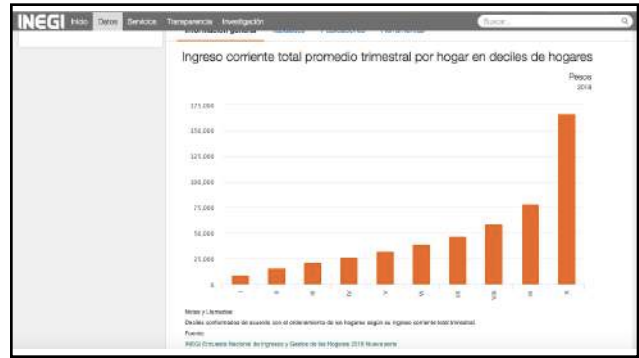 INEGI Inicio Datos Servicios Transparencia Investigación Buscar...
Información general
Ingreso corriente total promedio trimestral por hogar en deciles de hogares
Pesos
2018
175,000
150,000
125,000
100,000
75,000
50,000
25,000
0
I II III IV V VI VII VIII IX X
Notas y Llamadas:
Deciles conformados de acuerdo con el ordenamiento de los hogares según su ingreso corriente total trimestral.
Fuente:
INEGI Encuesta Nacional de Ingresos y Gastos de los Hogares 2018 Nueva serie